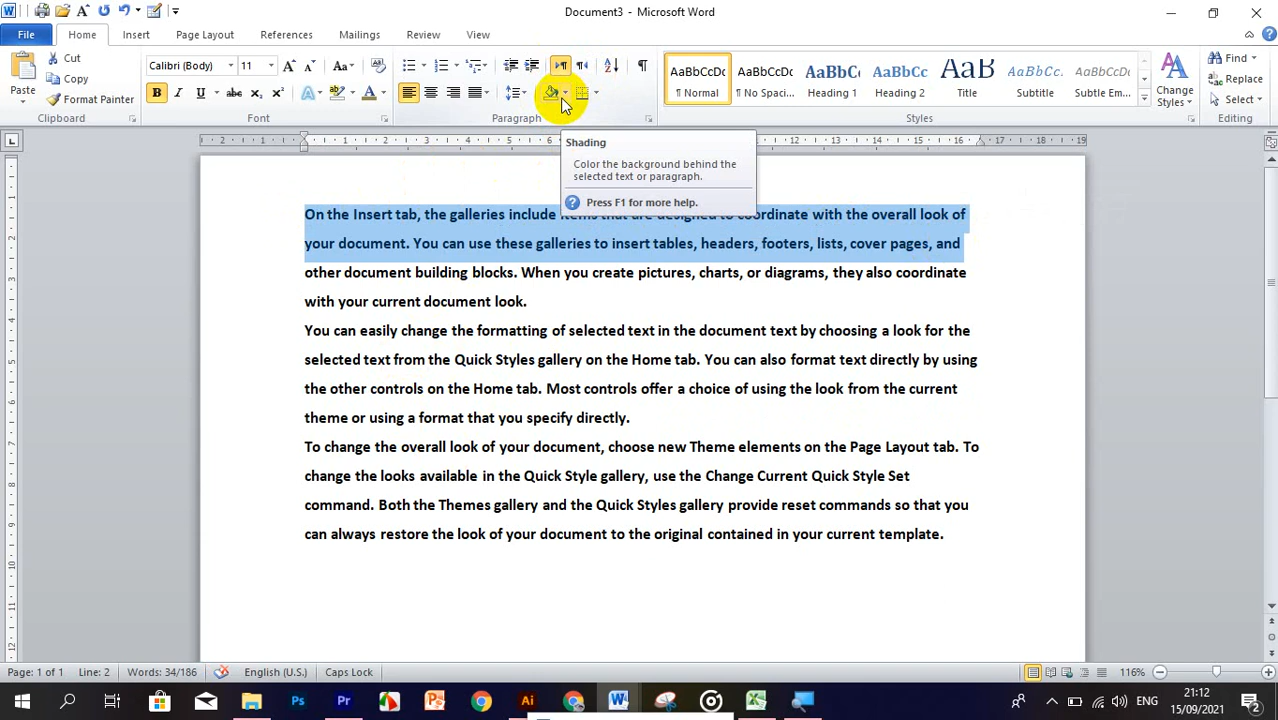 Document3 - Microsoft Word
File Home Insert Page Layout References Mailings Review View
Paste
Cut
Copy
Format Painter
Clipboard
Calibri (Body) 11
Font
Paragraph
AaBbCcDc
¶ Normal
AaBbCcDc
¶ No Spaci...
AaBbC
Heading 1
AaBbCc
Heading 2
AaB
Title
AaBbCc.
Subtitle
Change
Styles
Styles
Find
Replace
Select
Editing
Shading
Color the background behind the
selected text or paragraph.
Press F1 for more help.
On the Insert tab, the galleries include items that are designed to coordinate with the overall look of
your document. You can use these galleries to insert tables, headers, footers, lists, cover pages, and
other document building blocks. When you create pictures, charts, or diagrams, they also coordinate
with your current document look.
You can easily change the formatting of selected text in the document text by choosing a look for the
selected text from the Quick Styles gallery on the Home tab. You can also format text directly by using
the other controls on the Home tab. Most controls offer a choice of using the look from the current
theme or using a format that you specify directly.
To change the overall look of your document, choose new Theme elements on the Page Layout tab. To
change the looks available in the Quick Style gallery, use the Change Current Quick Style Set
command. Both the Themes gallery and the Quick Styles gallery provide reset commands so that you
can always restore the look of your document to the original contained in your current template.
Page: 1 of 1 Line: 2 Words: 34/186 English (U.S.) Caps Lock 116%
ENG
21:12
15/09/2021